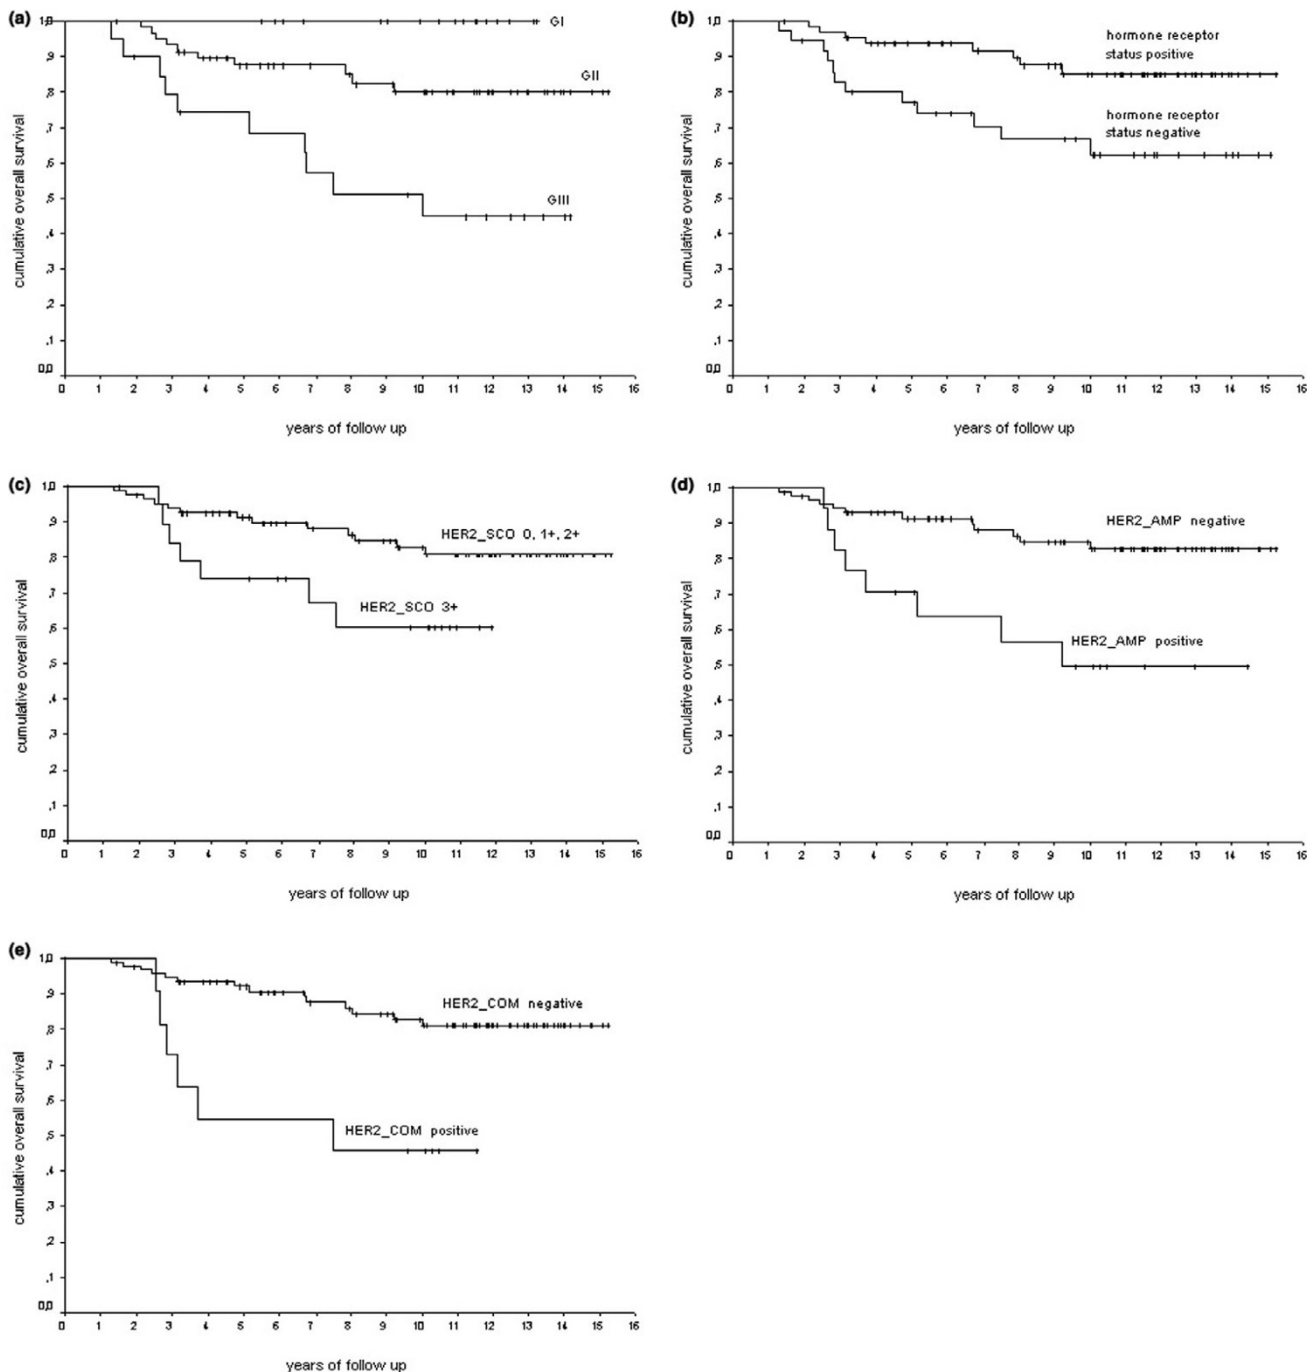 (a)
cumulative overall survival
1,0
,9
,8
,7
,6
,5
,4
,3
,2
,1
0,0
GI
GII
GIII
0 1 2 3 4 5 6 7 8 9 10 11 12 13 14 15 16
years of follow up
(b)
cumulative overall survival
1,0
,9
,8
,7
,6
,5
,4
,3
,2
,1
0,0
hormone receptor
status positive
hormone receptor
status negative
0 1 2 3 4 5 6 7 8 9 10 11 12 13 14 15 16
years of follow up
(c)
cumulative overall survival
1,0
,9
,8
,7
,6
,5
,4
,3
,2
,1
0,0
HER2_SCO 0, 1+, 2+
HER2_SCO 3+
0 1 2 3 4 5 6 7 8 9 10 11 12 13 14 15 16
years of follow up
(d)
cumulative overall survival
1,0
,9
,8
,7
,6
,5
,4
,3
,2
,1
0,0
HER2_AMP negative
HER2_AMP positive
0 1 2 3 4 5 6 7 8 9 10 11 12 13 14 15 16
years of follow up
(e)
cumulative overall survival
1,0
,9
,8
,7
,6
,5
,4
,3
,2
,1
0,0
HER2_COM negative
HER2_COM positive
0 1 2 3 4 5 6 7 8 9 10 11 12 13 14 15 16
years of follow up